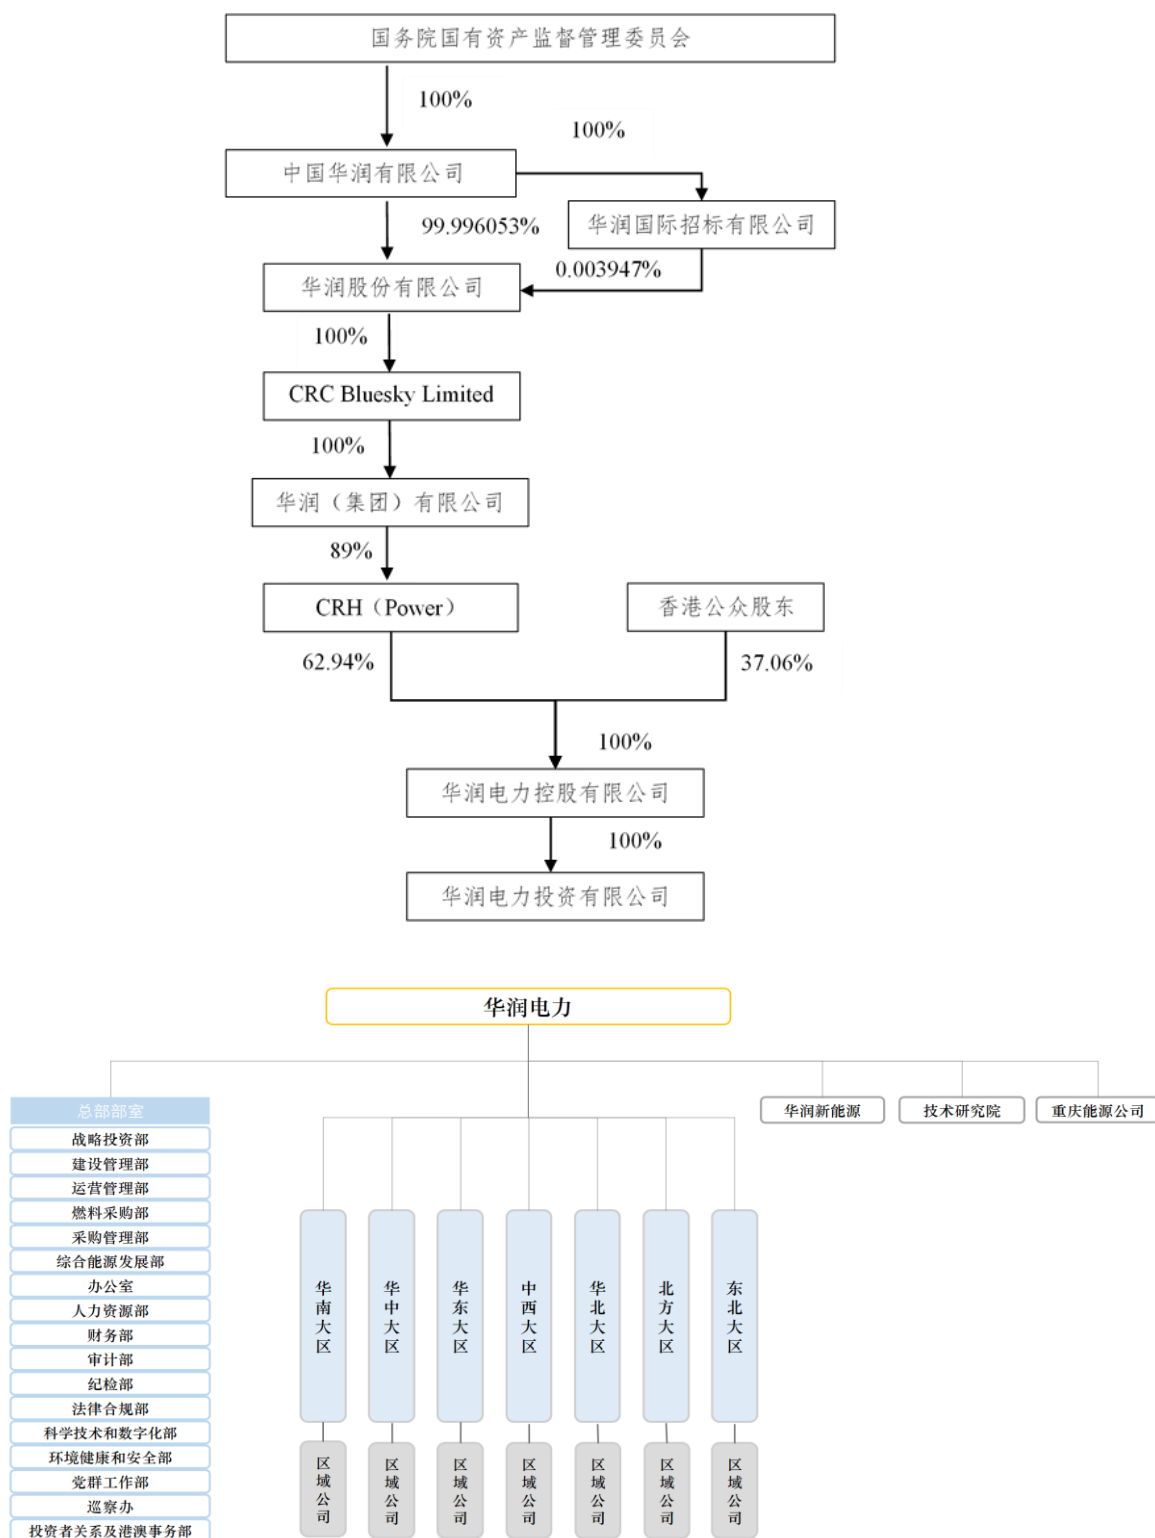 国务院国有资产监督管理委员会
100%
100%
中国华润有限公司
99.996053%
华润国际招标有限公司
0.003947%
华润股份有限公司
100%
CRC Bluesky Limited
100%
华润（集团）有限公司
89%
CRH（Power）
香港公众股东
62.94%
37.06%
100%
华润电力控股有限公司
100%
华润电力投资有限公司
华润电力
总部部室
战略投资部
建设管理部
运营管理部
燃料采购部
采购管理部
综合能源发展部
办公室
人力资源部
财务部
审计部
纪检部
法律合规部
科学技术和数字化部
环境健康和安全部
党群工作部
巡察办
投资者关系及港澳事务部
华南大区
华中大区
华东大区
中西大区
华北大区
北方大区
东北大区
区域公司
区域公司
区域公司
区域公司
区域公司
区域公司
区域公司
华润新能源
技术研究院
重庆能源公司